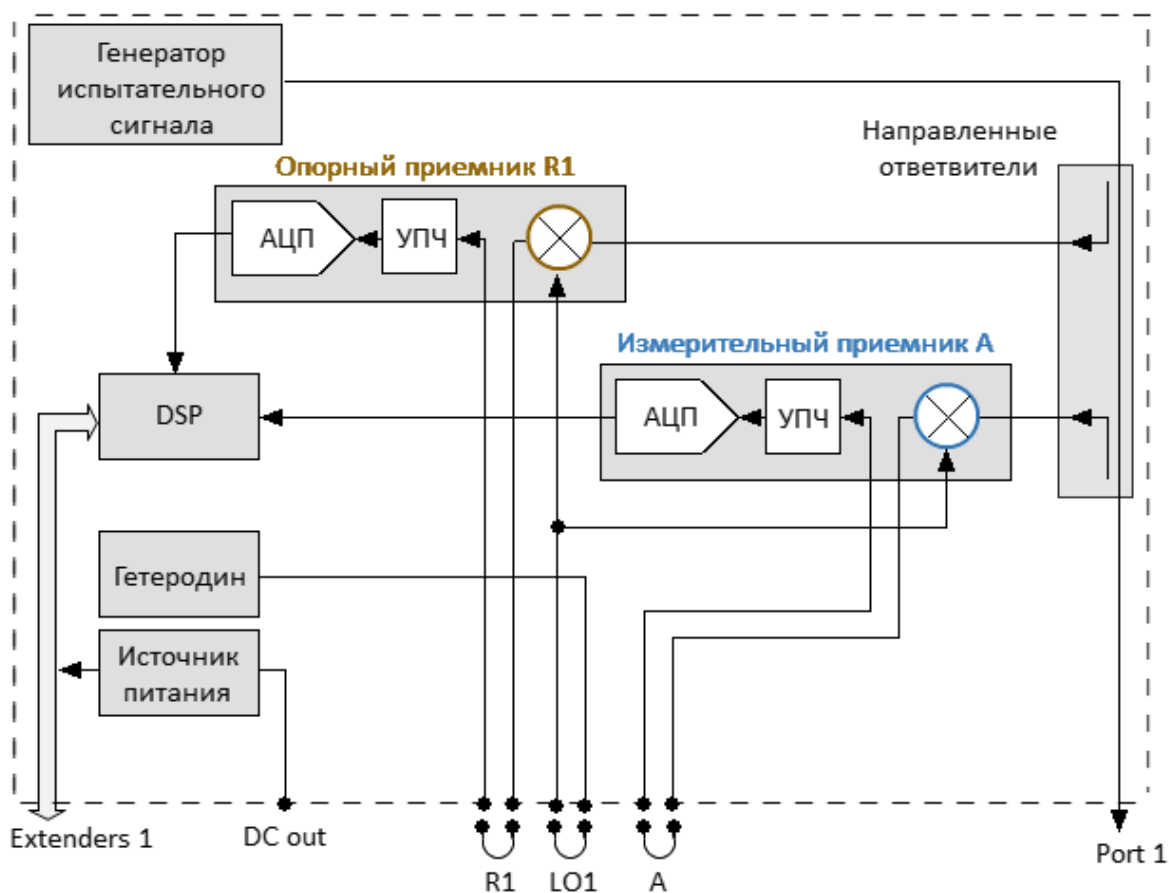 Генератор
испытательного
сигнала
Направленные
ответвители
Опорный приемник R1
АЦП
УПЧ
Измерительный приемник А
АЦП
УПЧ
DSP
Гетеродин
Источник
питания
Extenders 1
DC out
R1
LO1
A
Port 1